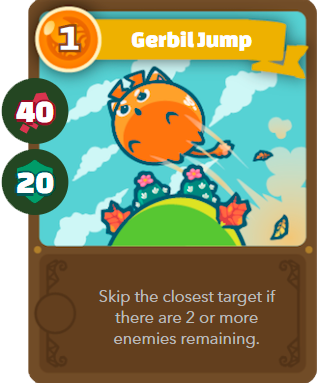 1
Gerbil Jump
40
20
Skip the closest target if
there are 2 or more
enemies remaining.